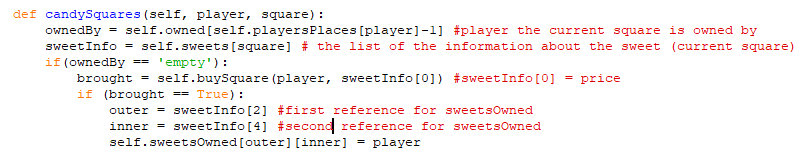 def candySquares(self, player, square):
    ownedBy = self.owned[self.playersPlaces[player]-1] #player the current square is owned by
    sweetInfo = self.sweets[square] # the list of the information about the sweet (current square)
    if(ownedBy == 'empty'):
        brought = self.buySquare(player, sweetInfo[0]) #sweetInfo[0] = price
        if (brought == True):
            outer = sweetInfo[2] #first reference for sweetsOwned
            inner = sweetInfo[4] #second reference for sweetsOwned
            self.sweetsOwned[outer][inner] = player